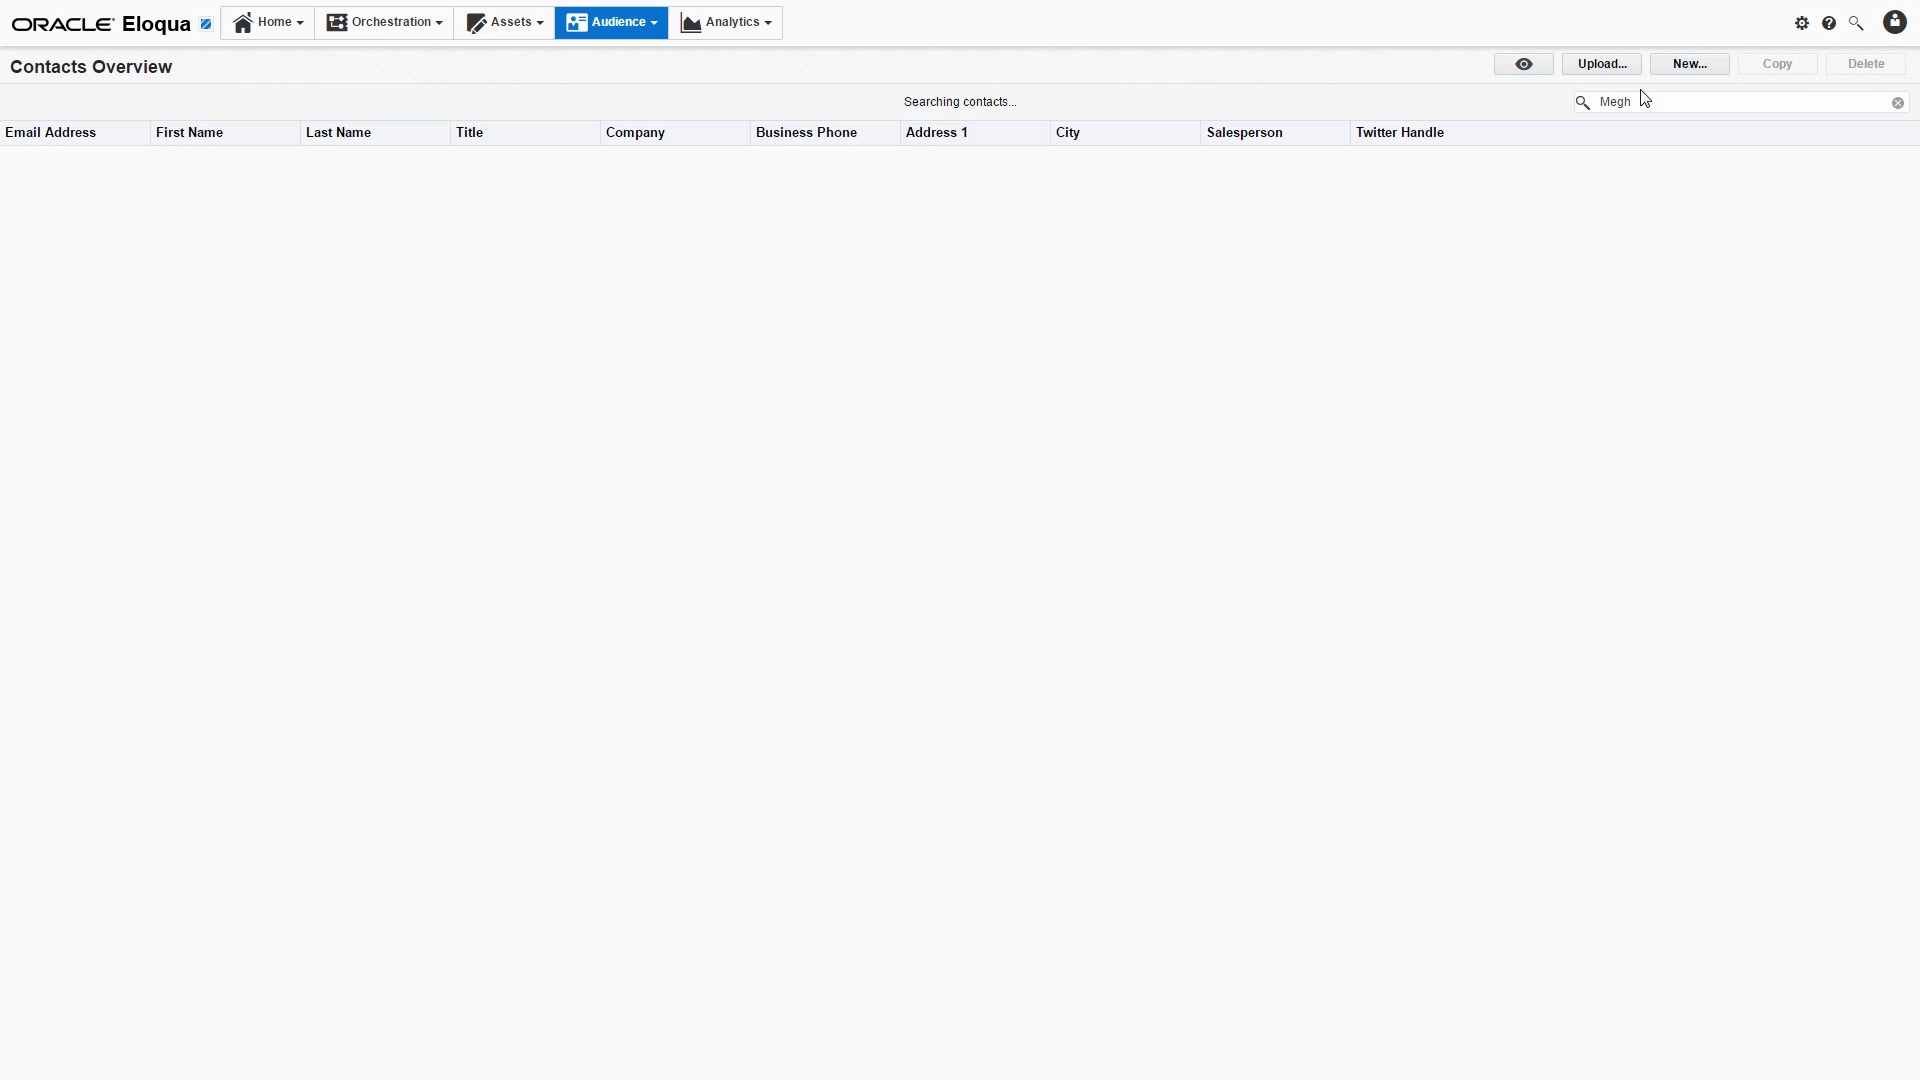 ORACLE Eloqua Home Orchestration Assets Audience Analytics
Contacts Overview Upload... New... Copy Delete
Searching contacts... Megh
Email Address First Name Last Name Title Company Business Phone Address 1 City Salesperson Twitter Handle